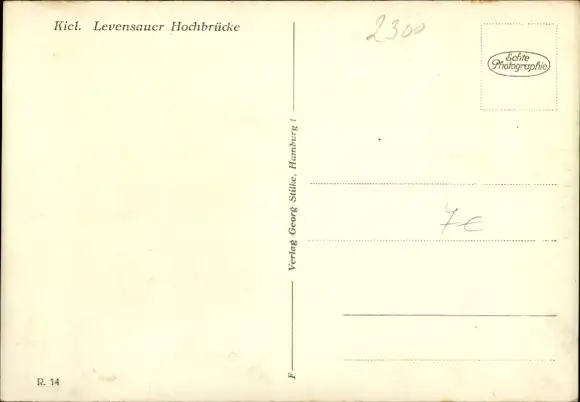 Kiel. Levensauer Hochbrücke
2300
Echte
Photographie
Verlag Georg Stilke, Hamburg 1
7€
F
R. 14